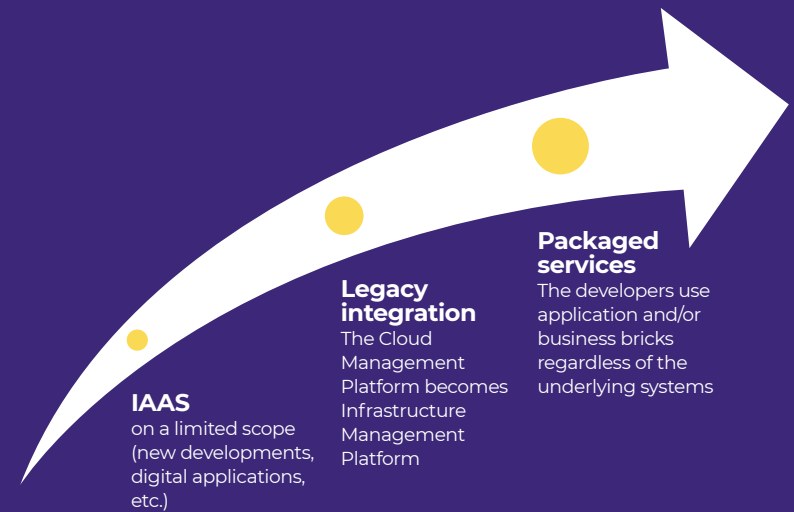 IAAS
on a limited scope
(new developments,
digital applications,
etc.)
Legacy
integration
The Cloud
Management
Platform becomes
Infrastructure
Management
Platform
Packaged
services
The developers use
application and/or
business bricks
regardless of the
underlying systems